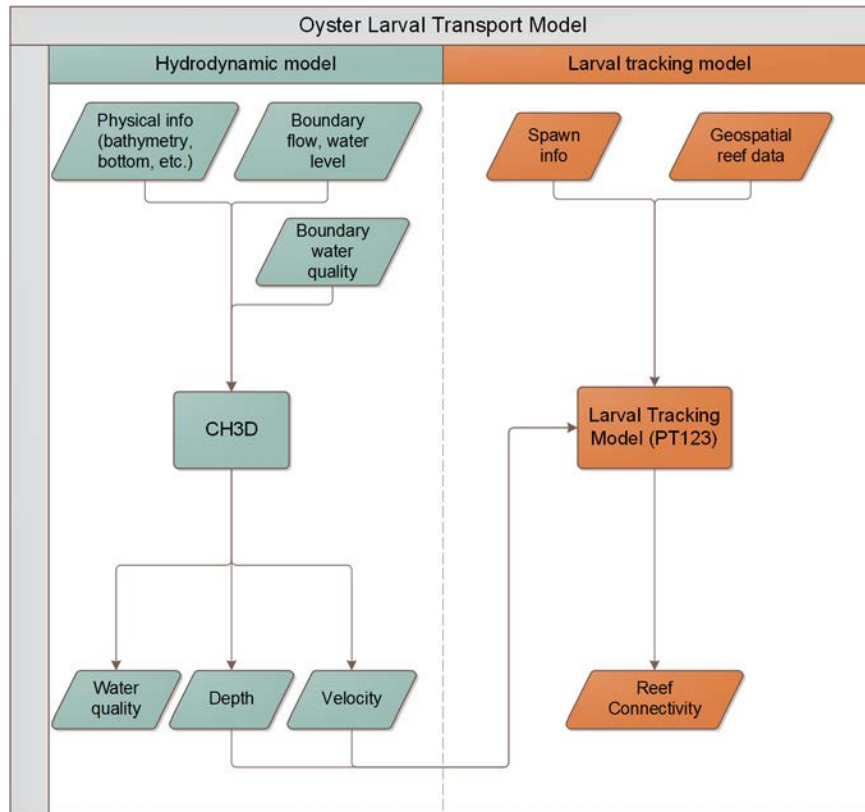 Oyster Larval Transport Model
Hydrodynamic model
Larval tracking model
Physical info
(bathymetry,
bottom, etc.)
Boundary
flow, water
level
Spawn
info
Geospatial
reef data
Boundary
water
quality
CH3D
Larval Tracking
Model (PT123)
Water
quality
Depth
Velocity
Reef
Connectivity